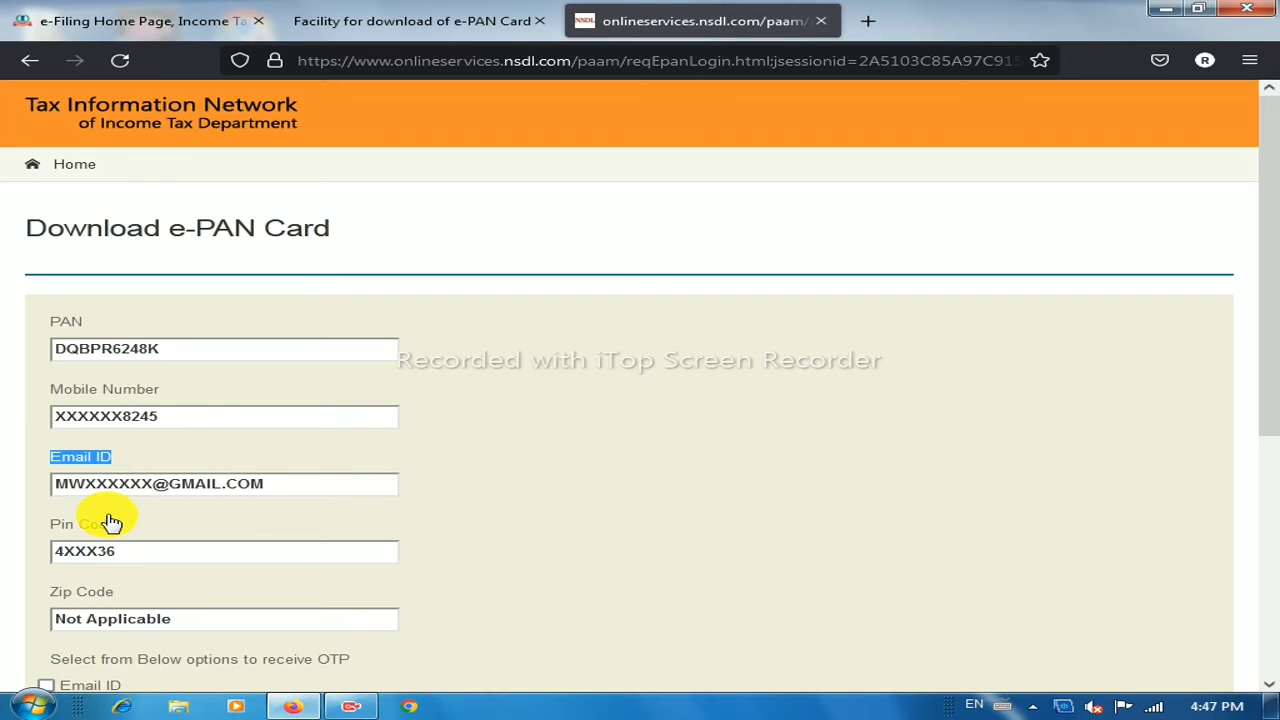 e-Filing Home Page, Income Ta
Facility for download of e-PAN Card
NSDL onlineservices.nsdl.com/paam/
https://www.onlineservices.nsdl.com/paam/reqEpanLogin.html;jsessionid=2A5103C85A97C915
R
Tax Information Network
of Income Tax Department
Home
Download e-PAN Card
PAN
DQBPR6248K
Recorded with iTop Screen Recorder
Mobile Number
XXXXXX8245
Email ID
MWXXXXXX@GMAIL.COM
Pin Code
4XXX36
Zip Code
Not Applicable
Select from Below options to receive OTP
Email ID
EN
4:47 PM